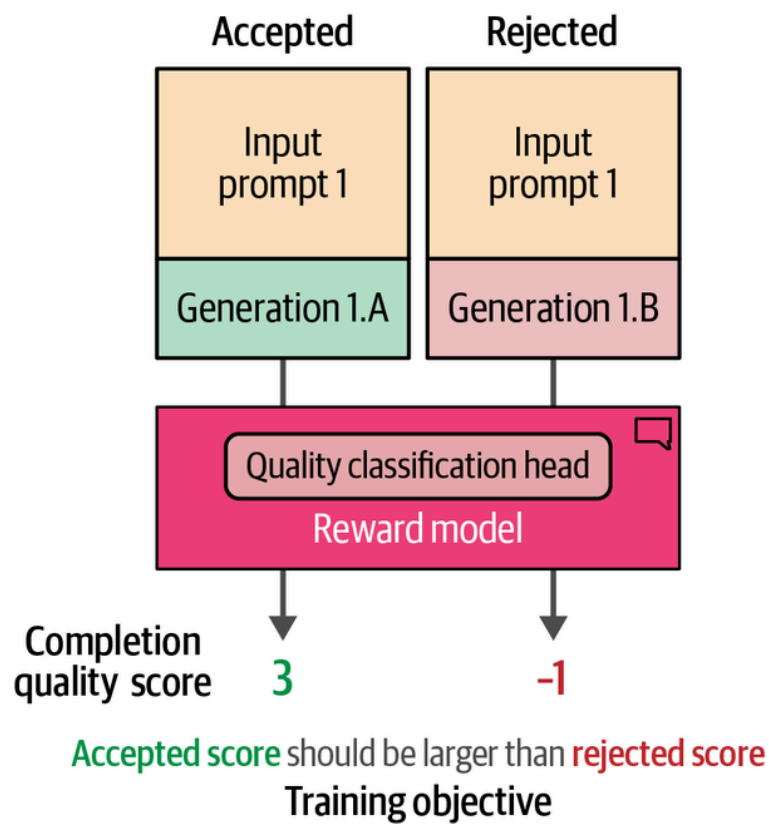 Accepted
Rejected
Input
prompt 1
Input
prompt 1
Generation 1.A
Generation 1.B
Quality classification head
Reward model
Completion
quality score
3
–1
Accepted score should be larger than rejected score
Training objective